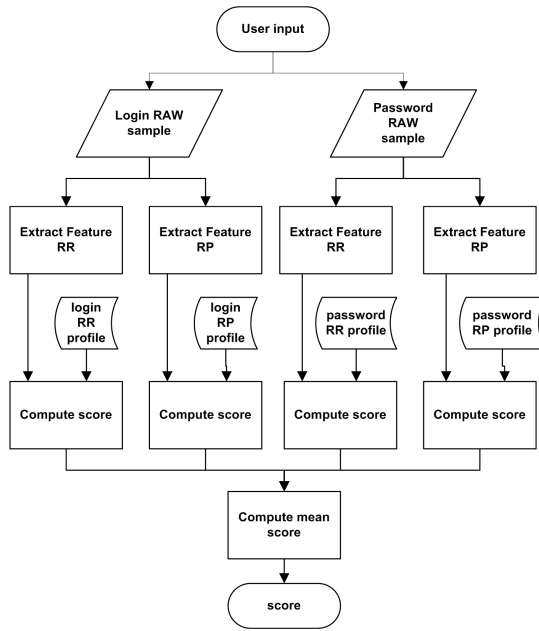 User input
Login RAW
sample
Password
RAW
sample
Extract Feature
RR
Extract Feature
RP
Extract Feature
RR
Extract Feature
RP
login
RR
profile
login
RP
profile
password
RR profile
password
RP profile
Compute score
Compute score
Compute score
Compute score
Compute mean
score
score